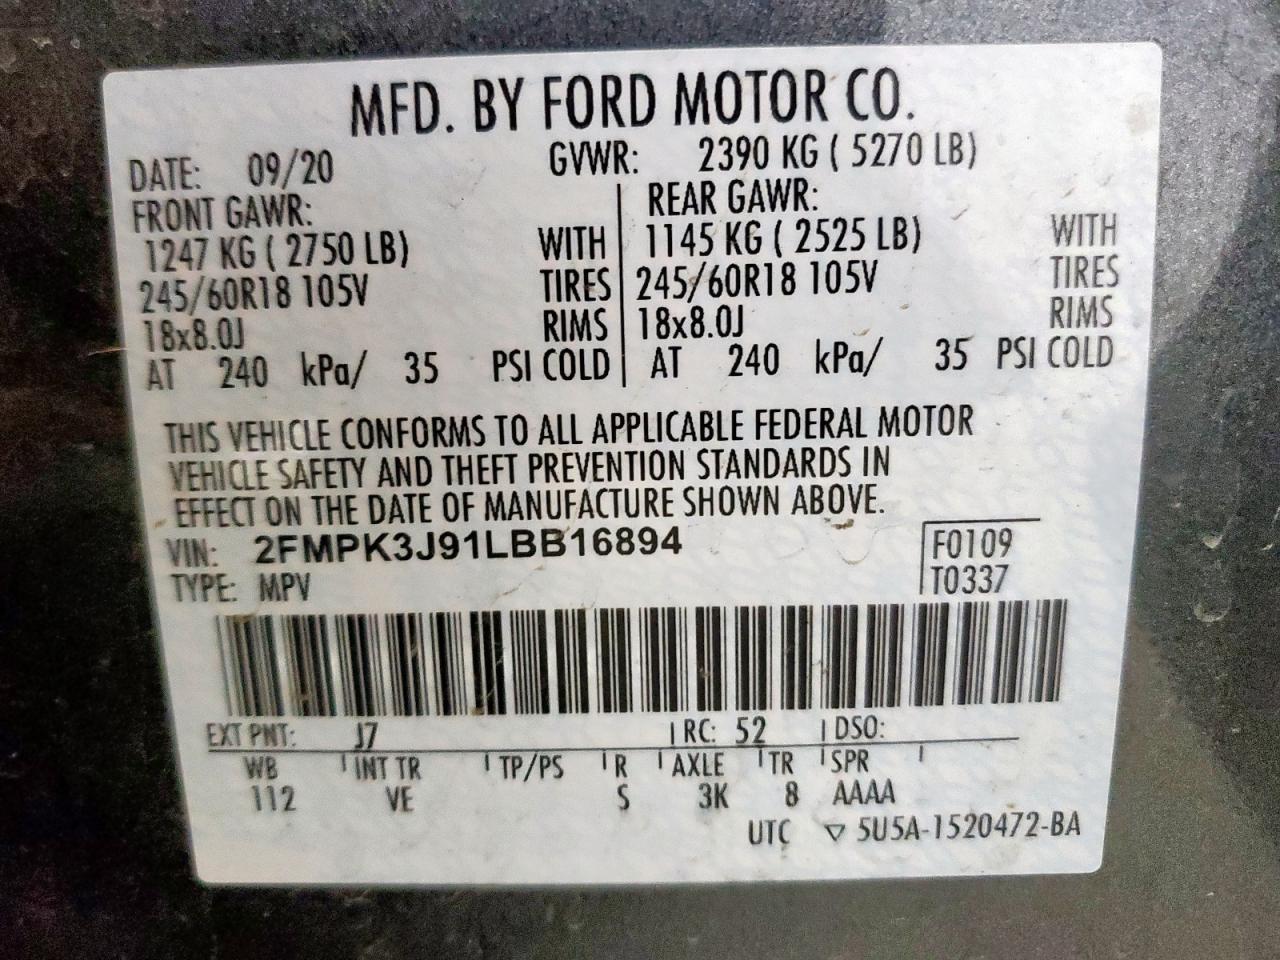 MFD. BY FORD MOTOR CO.
DATE: 09/20 GVWR: 2390 KG ( 5270 LB)
FRONT GAWR: REAR GAWR:
1247 KG ( 2750 LB) WITH 1145 KG ( 2525 LB) WITH
245/60R18 105V TIRES 245/60R18 105V TIRES
18x8.0J RIMS 18x8.0J RIMS
AT 240 kPa/ 35 PSI COLD AT 240 kPa/ 35 PSI COLD
THIS VEHICLE CONFORMS TO ALL APPLICABLE FEDERAL MOTOR
VEHICLE SAFETY AND THEFT PREVENTION STANDARDS IN
EFFECT ON THE DATE OF MANUFACTURE SHOWN ABOVE.
VIN: 2FMPK3J91LBB16894 F0109
TYPE: MPV T0337
EXT PNT: J7 RC: 52 DSO:
WB INT TR TP/PS R AXLE TR SPR
112 VE S 3K 8 AAAA
UTC ▽ 5U5A-1520472-BA